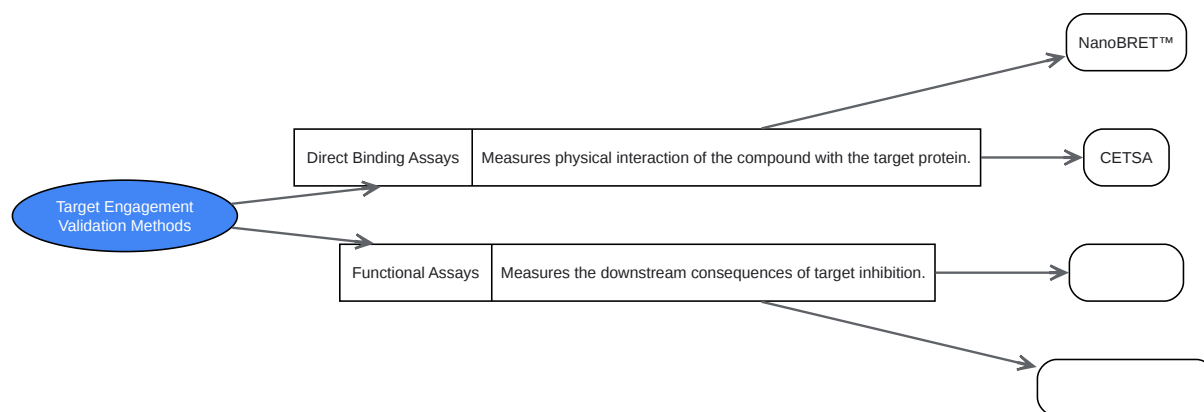 NanoBRET™
Direct Binding Assays
Measures physical interaction of the compound with the target protein.
CETSA
Target Engagement
Validation Methods
Functional Assays
Measures the downstream consequences of target inhibition.